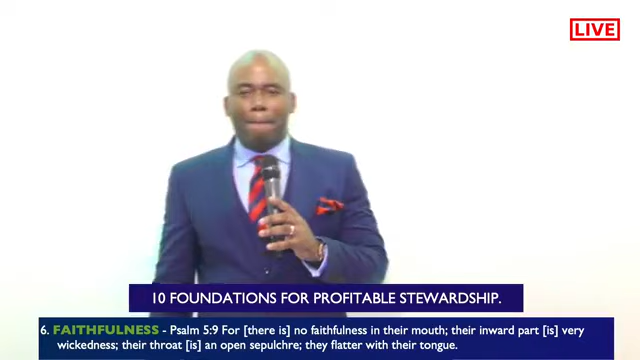 LIVE
10 FOUNDATIONS FOR PROFITABLE STEWARDSHIP.
6. FAITHFULNESS - Psalm 5:9 For [there is] no faithfulness in their mouth; their inward part [is] very
wickedness; their throat [is] an open sepulchre; they flatter with their tongue.